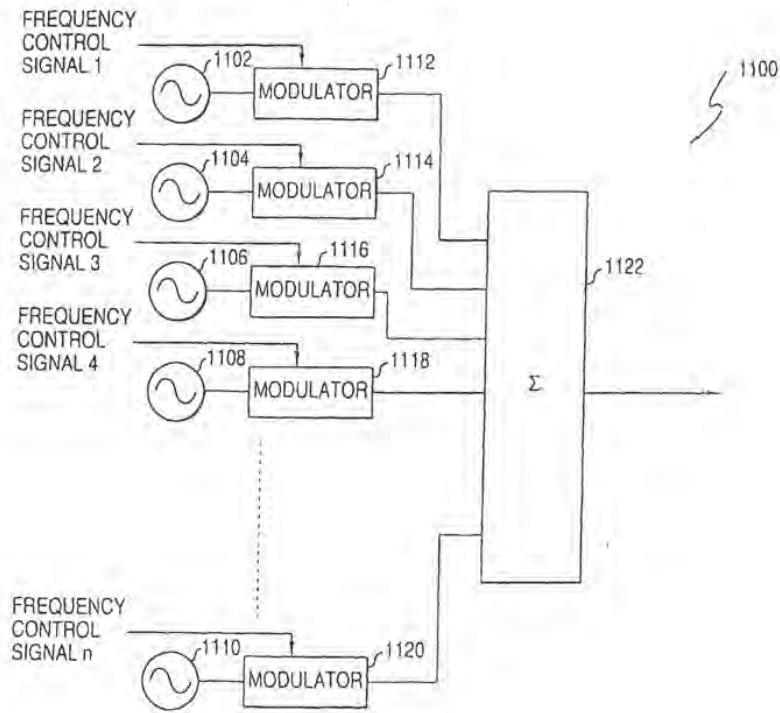 FREQUENCY
CONTROL
SIGNAL 1
1102
MODULATOR
1112
1100
FREQUENCY
CONTROL
SIGNAL 2
1104
MODULATOR
1114
FREQUENCY
CONTROL
SIGNAL 3
1106
MODULATOR
1116
1122
FREQUENCY
CONTROL
SIGNAL 4
1108
MODULATOR
1118
Σ
FREQUENCY
CONTROL
SIGNAL n
1110
MODULATOR
1120